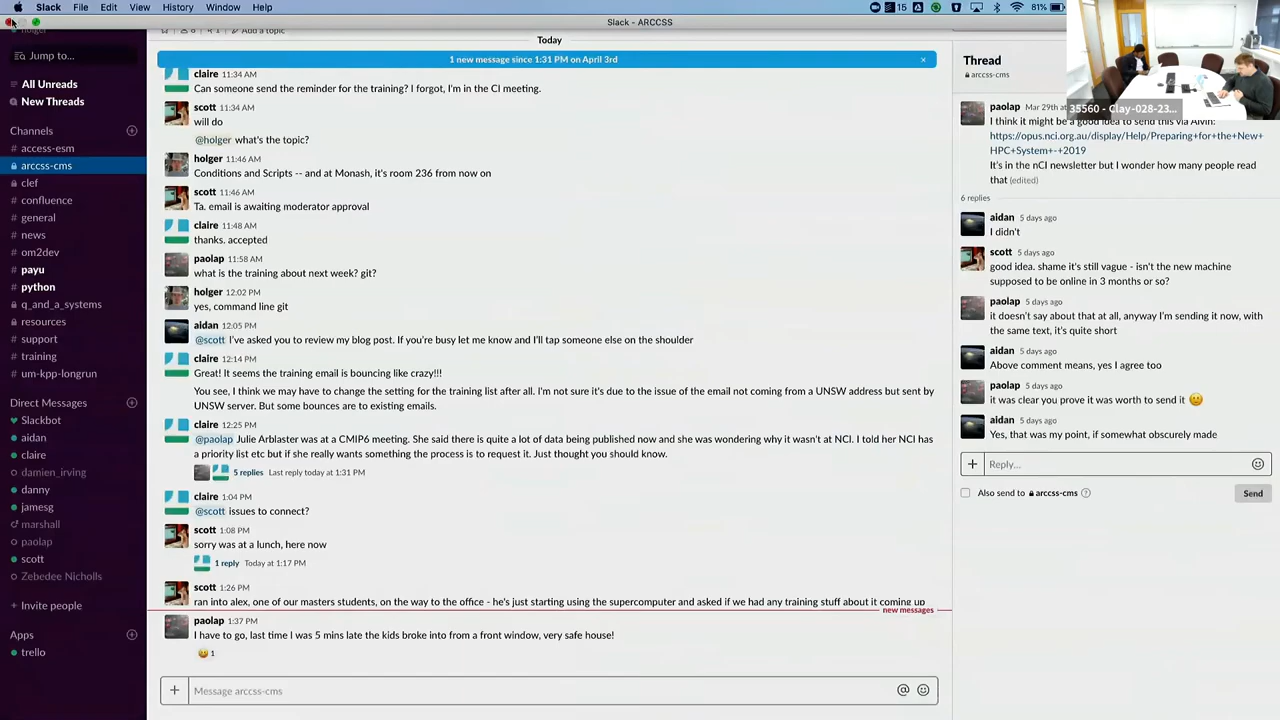 Slack File Edit View History Window Help
15
81%
Slack - ARCCSS
holger
Jump to...
All Unreads
New Threads
Channels
# access-esm
arccss-cms
# clef
# confluence
# general
# news
# om2dev
# payu
# python
q_and_a_systems
# resources
# support
# training
# um-kpp-longrun
Direct Messages
Slackbot
aidan
claire
damien_irving
danny
jamesg
marshall
paolap
scott
Zebedee Nicholls
+ Invite people
Apps
trello
Add a topic
Today
1 new message since 1:31 PM on April 3rd
claire 11:34 AM
Can someone send the reminder for the training? I forgot, I'm in the CI meeting.
scott 11:34 AM
will do
@holger what's the topic?
holger 11:46 AM
Conditions and Scripts -- and at Monash, it's room 236 from now on
scott 11:46 AM
Ta. email is awaiting moderator approval
claire 11:48 AM
thanks. accepted
paolap 11:58 AM
what is the training about next week? git?
holger 12:02 PM
yes, command line git
aidan 12:05 PM
@scott I've asked you to review my blog post. If you're busy let me know and I'll tap someone else on the shoulder
claire 12:14 PM
Great! It seems the training email is bouncing like crazy!!!
You see, I think we may have to change the setting for the training list after all. I'm not sure it's due to the issue of the email not coming from a UNSW address but sent by
UNSW server. But some bounces are to existing emails.
claire 12:25 PM
@paolap Julie Arblaster was at a CMIP6 meeting. She said there is quite a lot of data being published now and she was wondering why it wasn't at NCI. I told her NCI has
a priority list etc but if she really wants something the process is to request it. Just thought you should know.
5 replies Last reply today at 1:31 PM
claire 1:04 PM
@scott issues to connect?
scott 1:08 PM
sorry was at a lunch, here now
1 reply Today at 1:17 PM
scott 1:26 PM
ran into alex, one of our masters students, on the way to the office - he's just starting using the supercomputer and asked if we had any training stuff about it coming up
new messages
paolap 1:37 PM
I have to go, last time I was 5 mins late the kids broke into from a front window, very safe house!
1
Message arccss-cms
Thread
arccss-cms
35560 - Clay-028-23...
paolap Mar 29th
I think it might be a good idea to send this via Alvin:
https://opus.nci.org.au/display/Help/Preparing+for+the+New+
HPC+System+-+2019
It's in the nCI newsletter but I wonder how many people read
that (edited)
6 replies
aidan 5 days ago
I didn't
scott 5 days ago
good idea. shame it's still vague - isn't the new machine
supposed to be online in 3 months or so?
paolap 5 days ago
it doesn't say about that at all, anyway I'm sending it now, with
the same text, it's quite short
aidan 5 days ago
Above comment means, yes I agree too
paolap 5 days ago
it was clear you prove it was worth to send it
aidan 5 days ago
Yes, that was my point, if somewhat obscurely made
Reply...
Also send to arccss-cms
Send